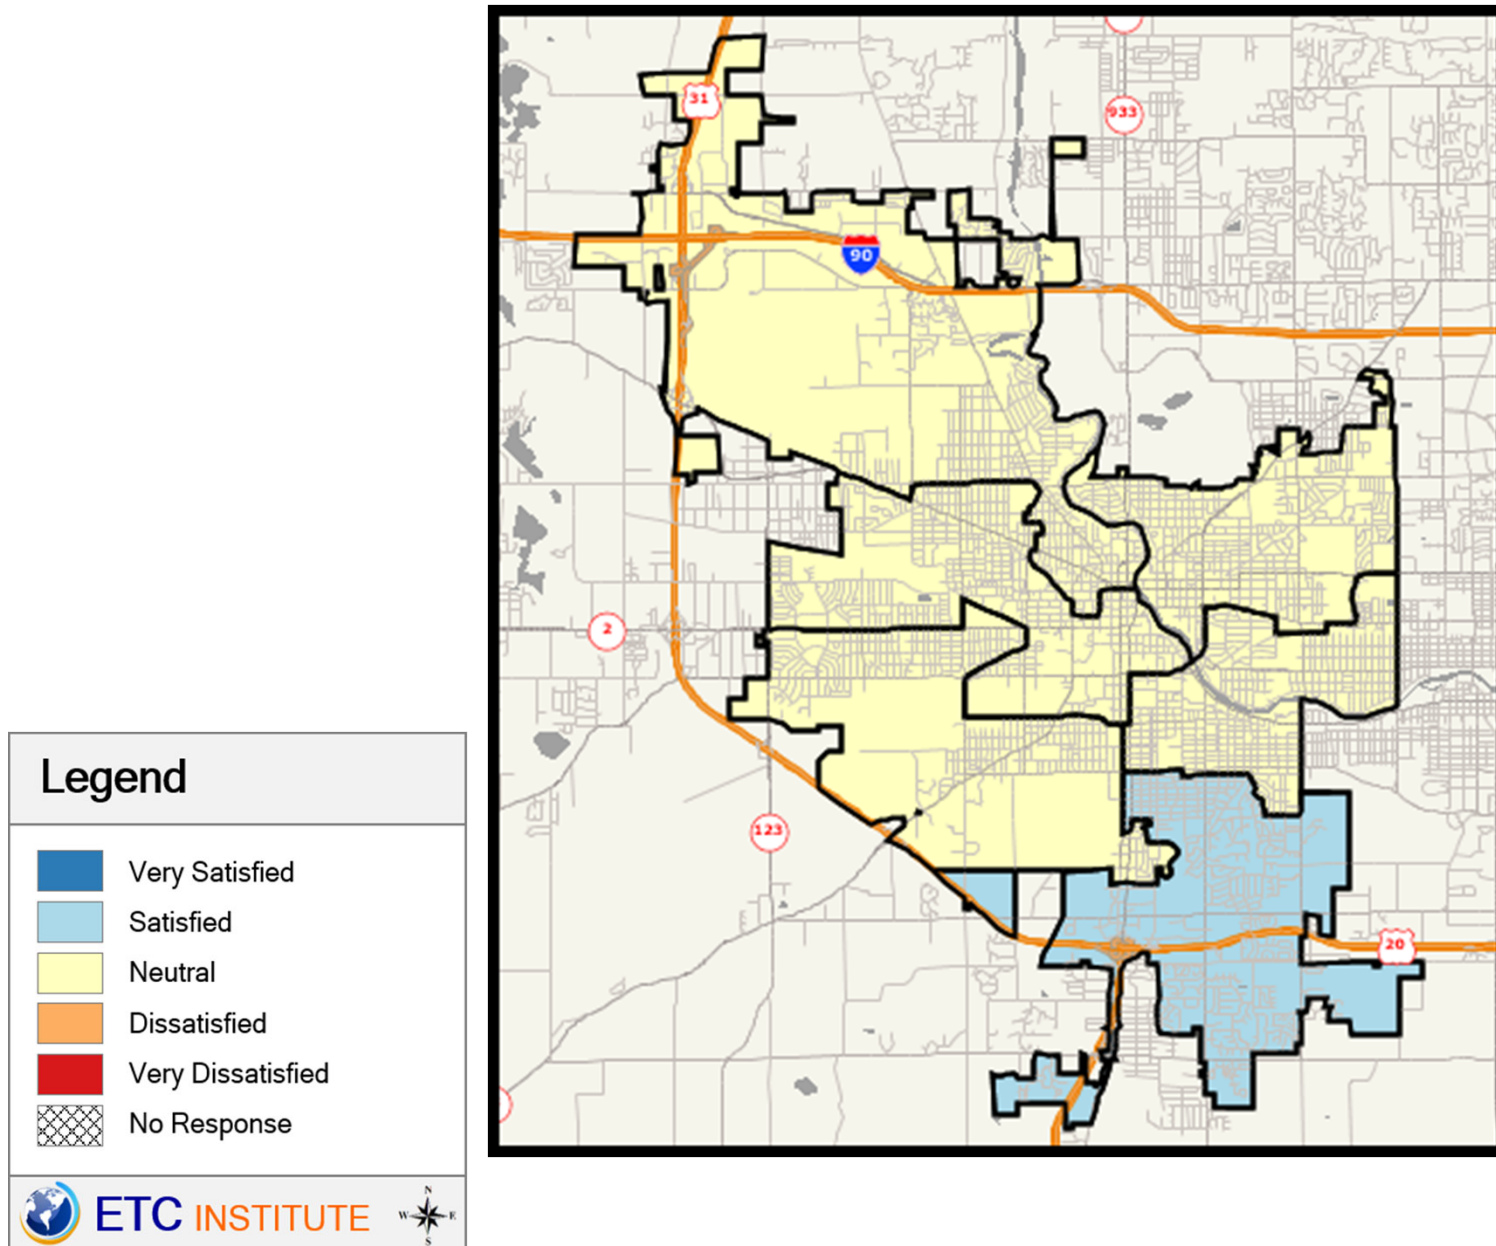 31
933
90
2
123
20
Legend
Very Satisfied
Satisfied
Neutral
Dissatisfied
Very Dissatisfied
No Response
ETC INSTITUTE
N
W E
S